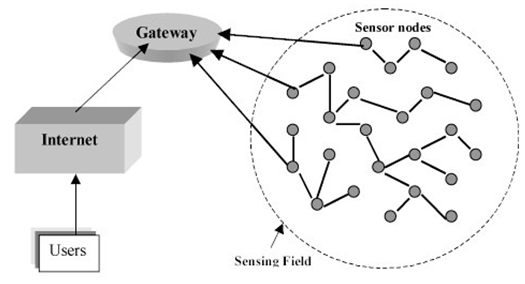 Sensor nodes
Gateway
Internet
Users
Sensing Field